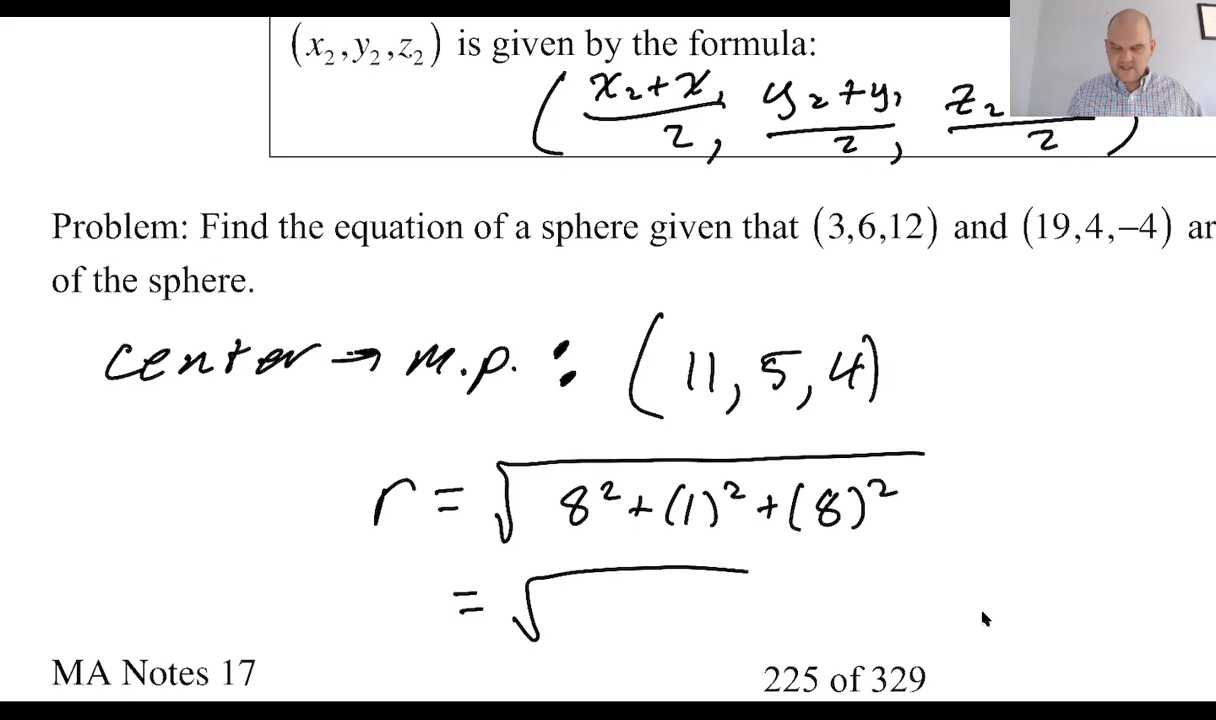 (x₂, y₂, z₂) is given by the formula:
( x₂+x₁ / 2, y₂+y₁ / 2, z₂ / 2 )
Problem: Find the equation of a sphere given that (3,6,12) and (19,4,−4) ar
of the sphere.
center → m.p. : (11, 5, 4)
r = √ 8² + (1)² + (8)²
= √
MA Notes 17
225 of 329